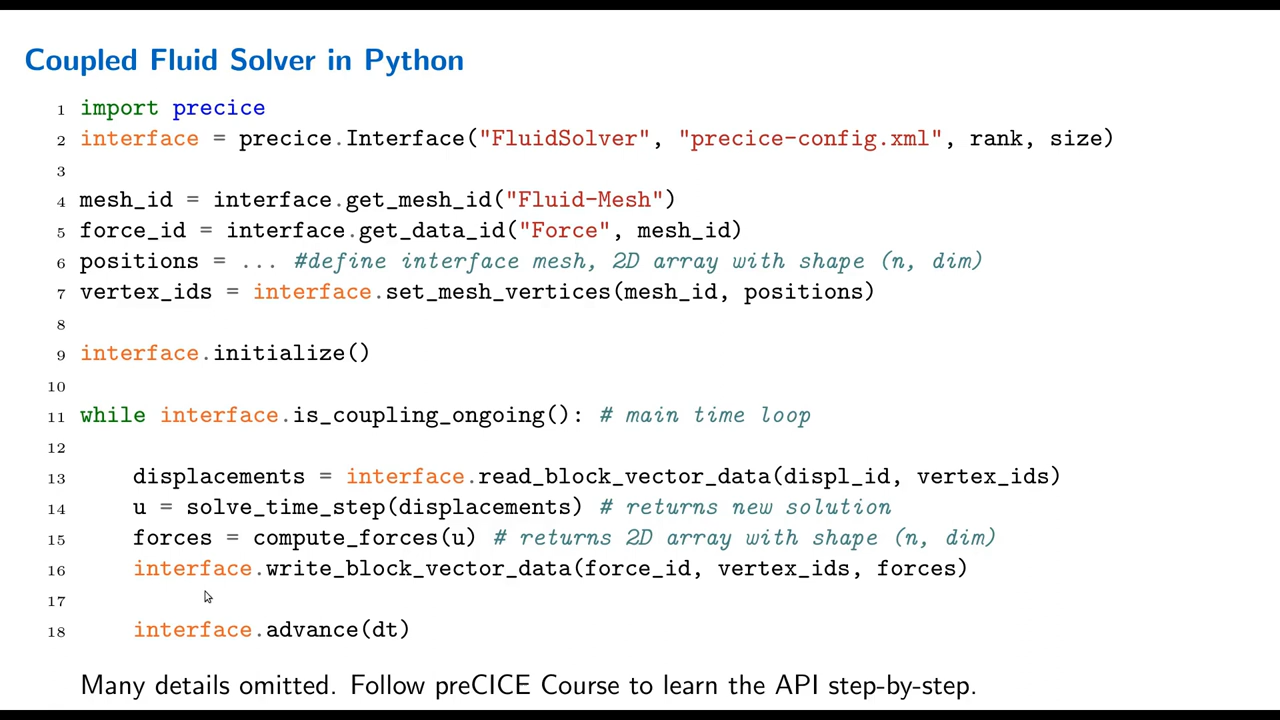 Coupled Fluid Solver in Python
1 import precice
2 interface = precice.Interface("FluidSolver", "precice-config.xml", rank, size)
3
4 mesh_id = interface.get_mesh_id("Fluid-Mesh")
5 force_id = interface.get_data_id("Force", mesh_id)
6 positions = ... #define interface mesh, 2D array with shape (n, dim)
7 vertex_ids = interface.set_mesh_vertices(mesh_id, positions)
8
9 interface.initialize()
10
11 while interface.is_coupling_ongoing(): # main time loop
12
13 displacements = interface.read_block_vector_data(displ_id, vertex_ids)
14 u = solve_time_step(displacements) # returns new solution
15 forces = compute_forces(u) # returns 2D array with shape (n, dim)
16 interface.write_block_vector_data(force_id, vertex_ids, forces)
17
18 interface.advance(dt)
Many details omitted. Follow preCICE Course to learn the API step-by-step.